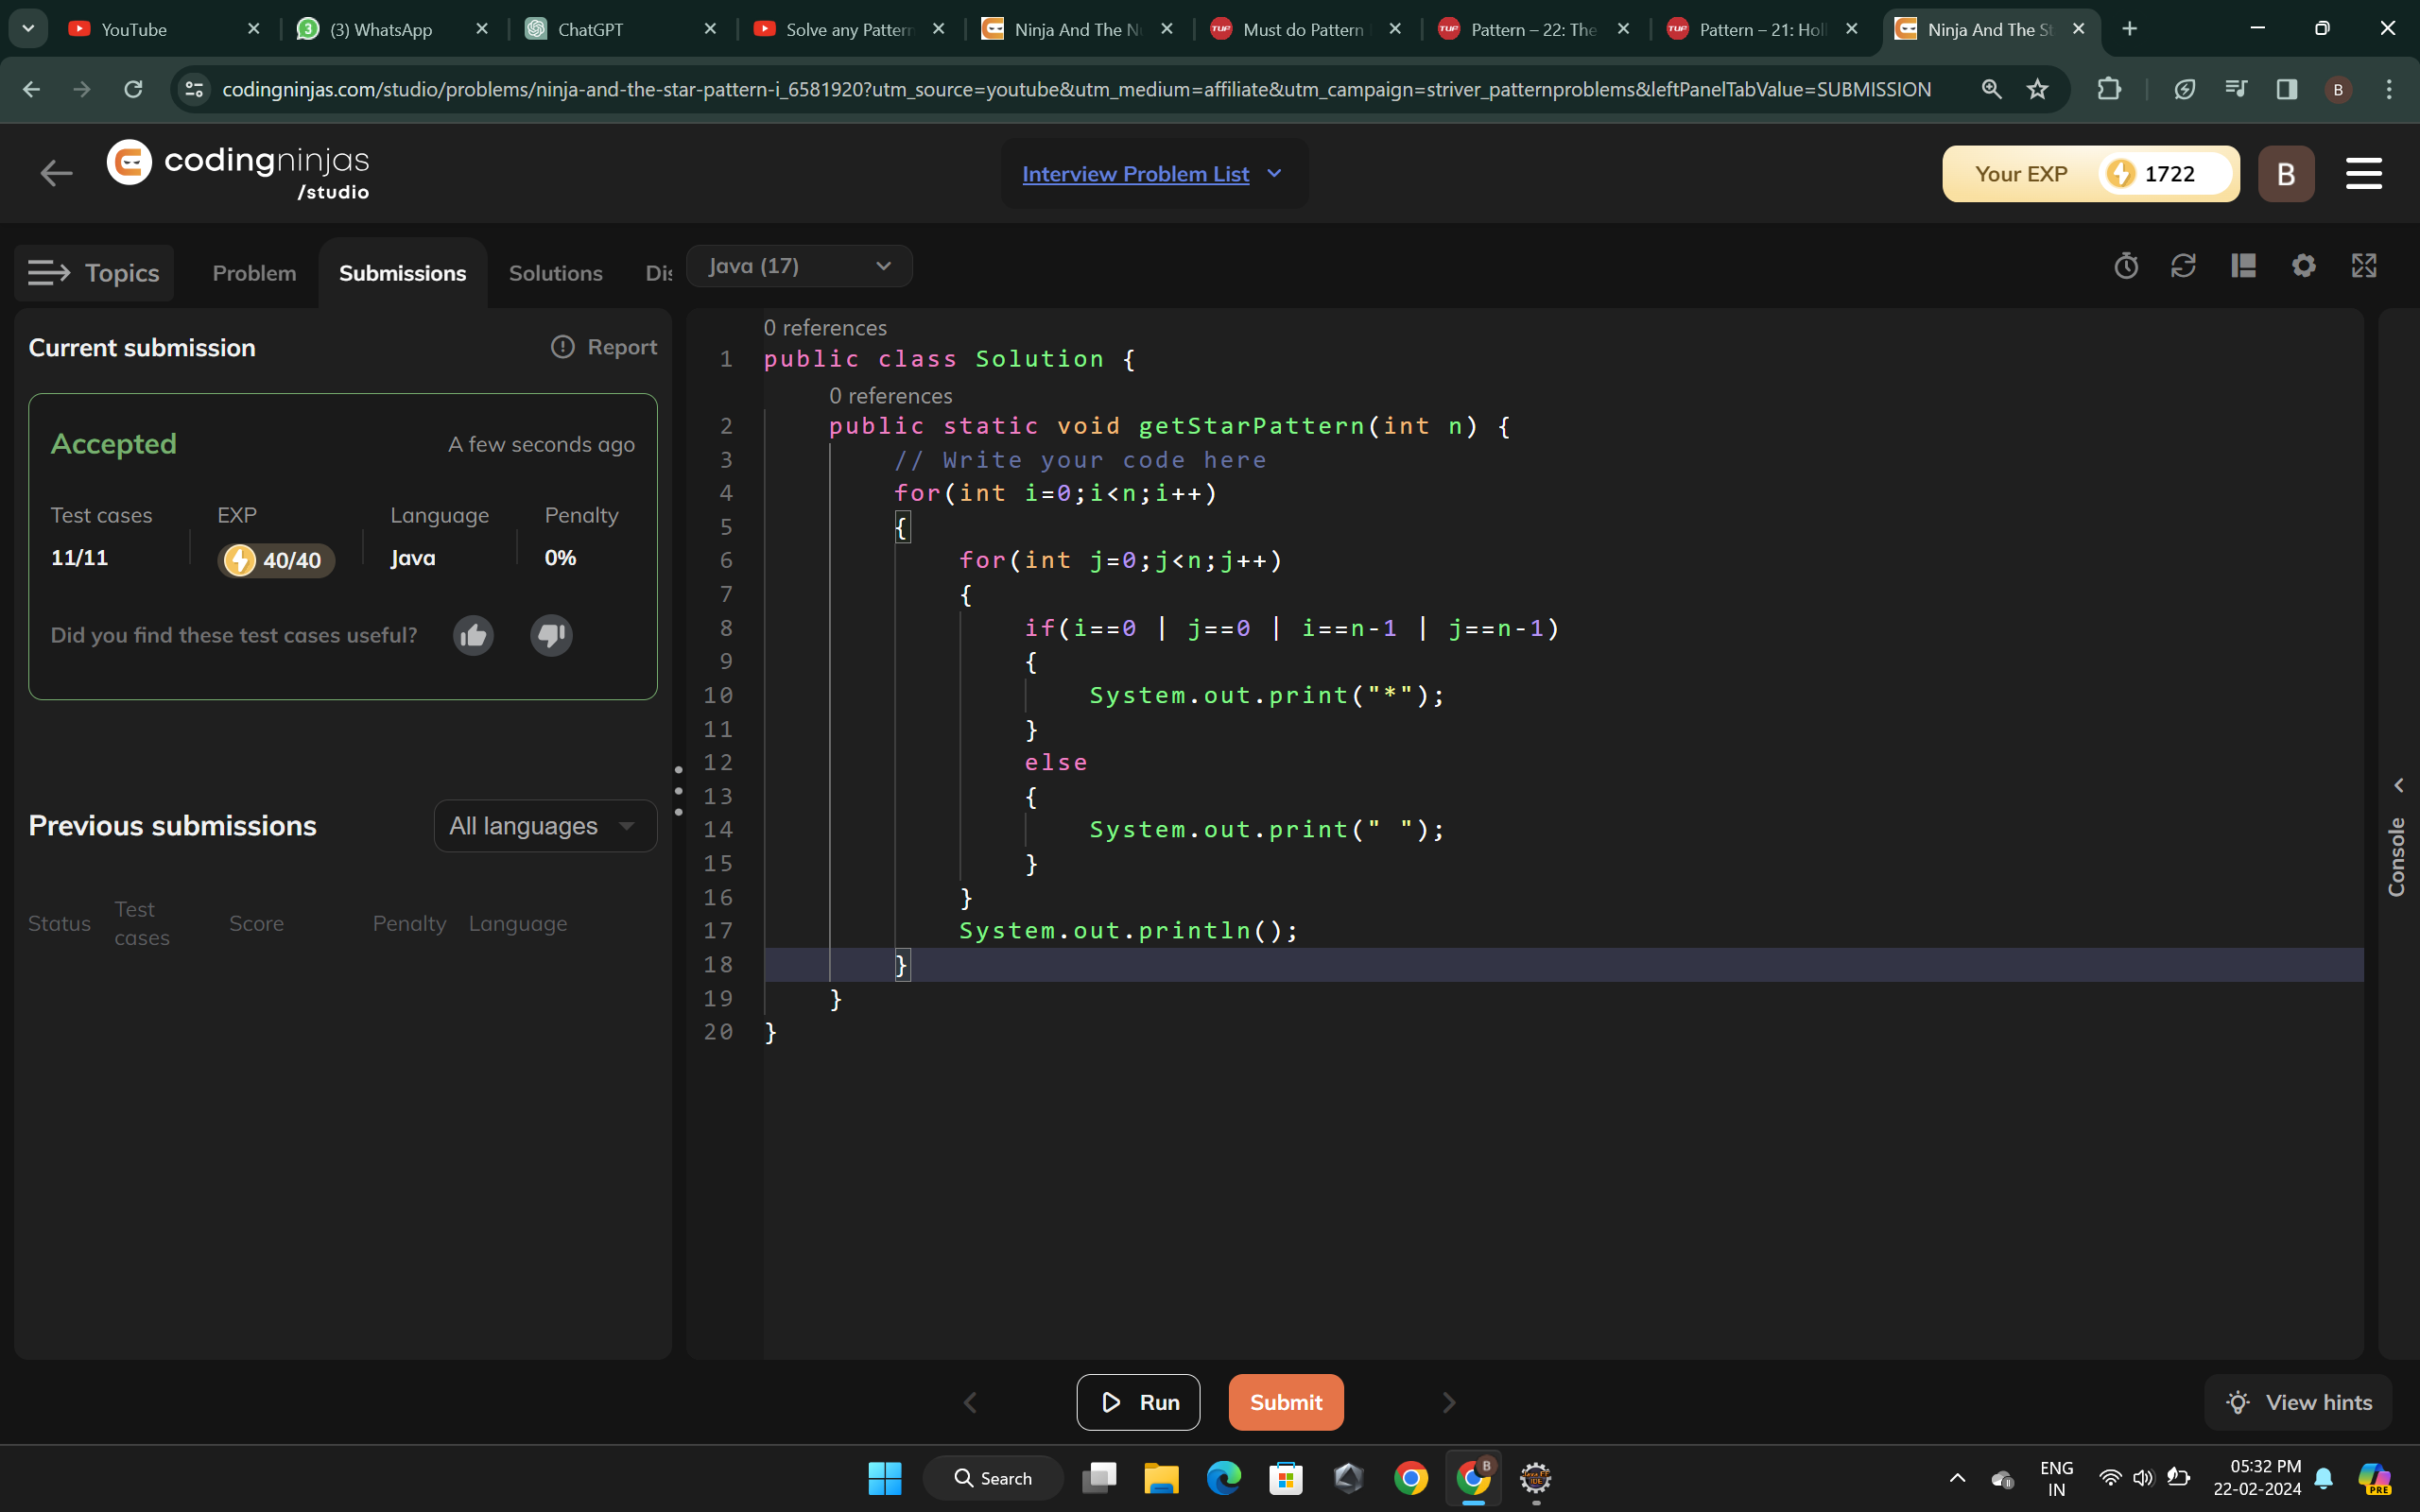 YouTube
(3) WhatsApp
ChatGPT
Solve any Pattern
Ninja And The N
Must do Pattern
Pattern – 22: The
Pattern – 21: Holl
Ninja And The St
codingninjas.com/studio/problems/ninja-and-the-star-pattern-i_6581920?utm_source=youtube&utm_medium=affiliate&utm_campaign=striver_patternproblems&leftPanelTabValue=SUBMISSION
B
codingninjas
/studio
Interview Problem List
Your EXP 1722
B
Topics
Problem
Submissions
Solutions
Dis
Java (17)
Current submission
Report
Accepted
A few seconds ago
Test cases EXP Language Penalty
11/11 40/40 Java 0%
Did you find these test cases useful?
Previous submissions
All languages
Status Test cases Score Penalty Language
0 references
1 public class Solution {
0 references
2 public static void getStarPattern(int n) {
3 // Write your code here
4 for(int i=0;i<n;i++)
5 {
6 for(int j=0;j<n;j++)
7 {
8 if(i==0 | j==0 | i==n-1 | j==n-1)
9 {
10 System.out.print("*");
11 }
12 else
13 {
14 System.out.print(" ");
15 }
16 }
17 System.out.println();
18 }
19 }
20 }
Console
Run
Submit
View hints
Search
B
ENG
IN
05:32 PM
22-02-2024
PRE